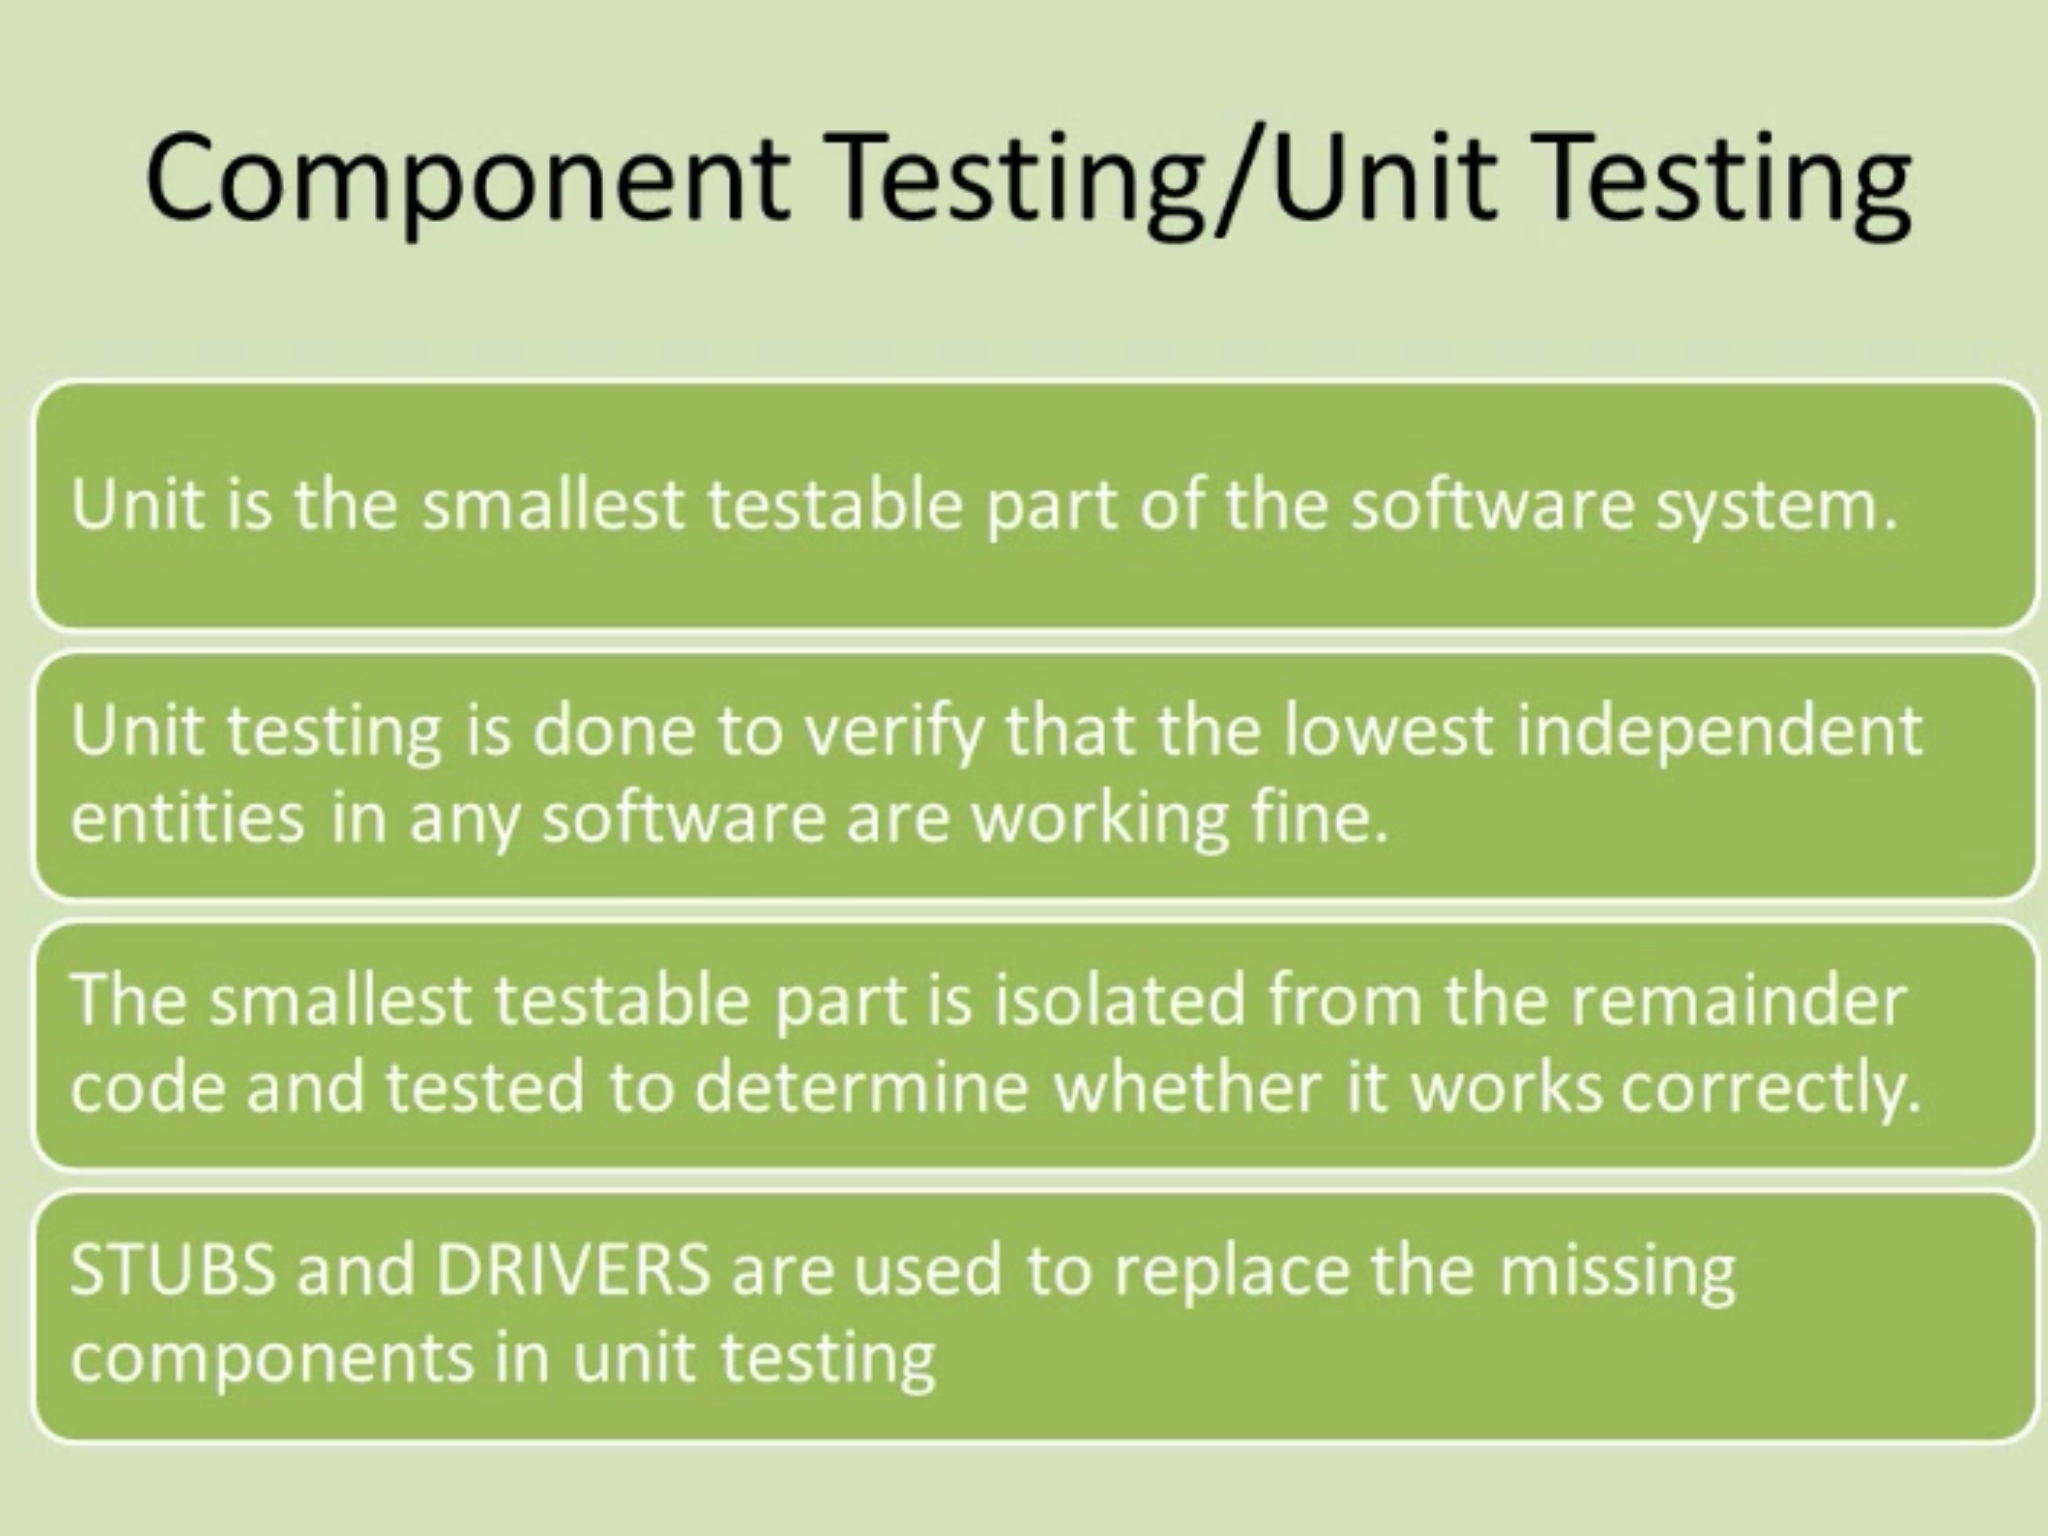 Component Testing/Unit Testing
Unit is the smallest testable part of the software system.
Unit testing is done to verify that the lowest independent
entities in any software are working fine.
The smallest testable part is isolated from the remainder
code and tested to determine whether it works correctly.
STUBS and DRIVERS are used to replace the missing
components in unit testing